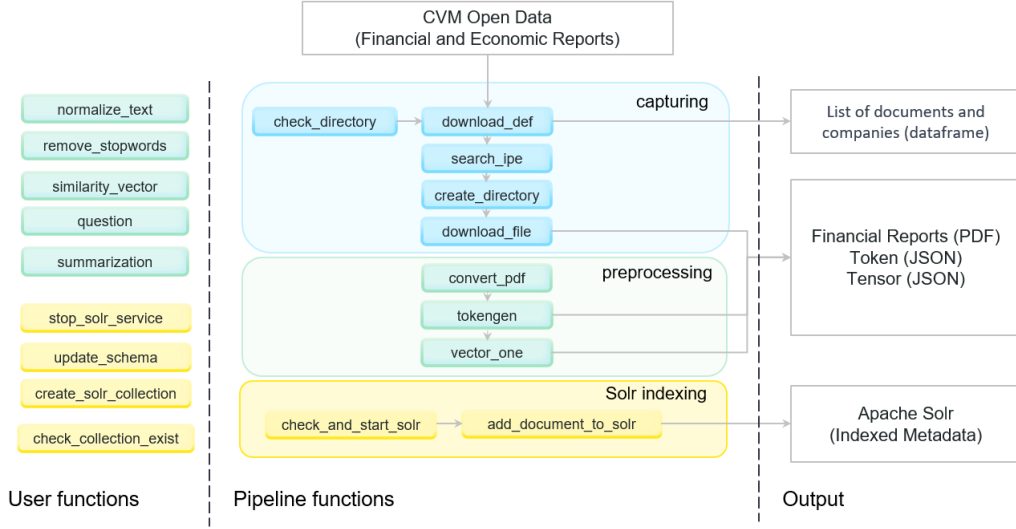 CVM Open Data
(Financial and Economic Reports)
normalize_text
remove_stopwords
similarity_vector
question
summarization
stop_solr_service
update_schema
create_solr_collection
check_collection_exist
User functions
capturing
check_directory
download_def
search_ipe
create_directory
download_file
preprocessing
convert_pdf
tokengen
vector_one
Solr indexing
check_and_start_solr
add_document_to_solr
Pipeline functions
List of documents and
companies (dataframe)
Financial Reports (PDF)
Token (JSON)
Tensor (JSON)
Apache Solr
(Indexed Metadata)
Output